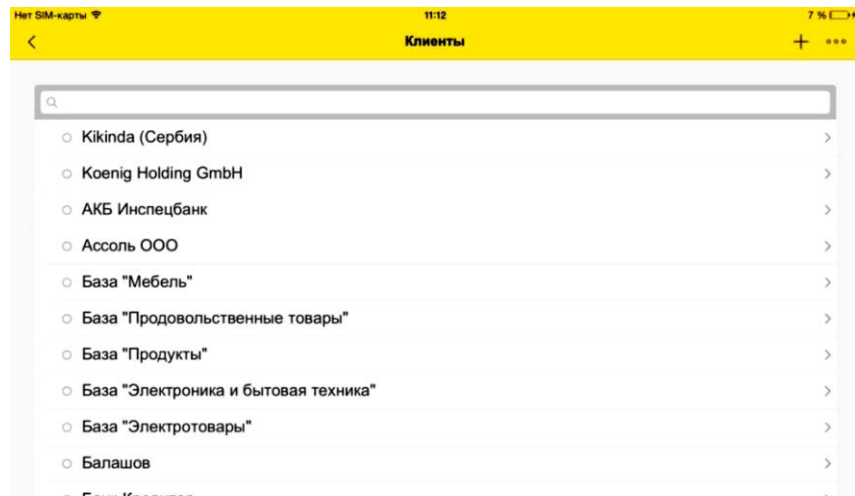 Нет SIM-карты 11:12 7 %
Клиенты
Kikinda (Сербия)
Koenig Holding GmbH
АКБ Инспецбанк
Ассоль ООО
База "Мебель"
База "Продовольственные товары"
База "Продукты"
База "Электроника и бытовая техника"
База "Электротовары"
Балашов